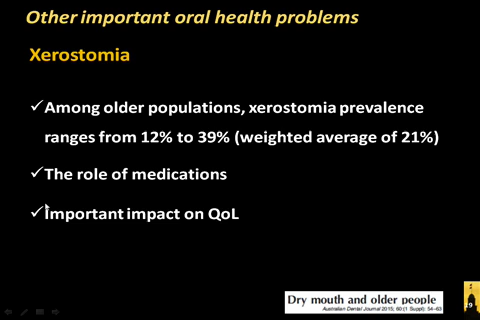 Other important oral health problems
Xerostomia
✓Among older populations, xerostomia prevalence
ranges from 12% to 39% (weighted average of 21%)
✓The role of medications
✓Important impact on QoL
Dry mouth and older people
Australian Dental Journal 2015; 60 (1 Suppl): 54–63
19